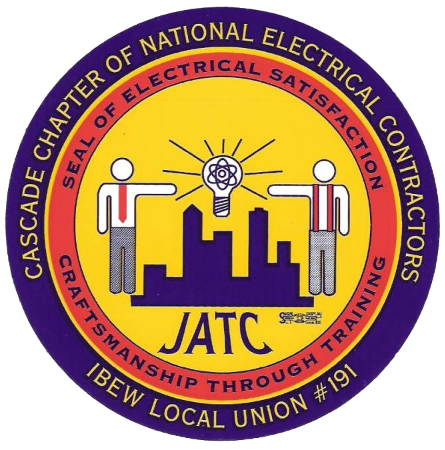 CASCADE CHAPTER OF NATIONAL ELECTRICAL CONTRACTORS
SEAL OF ELECTRICAL SATISFACTION
JATC
CRAFTSMANSHIP THROUGH TRAINING
IBEW LOCAL UNION #191